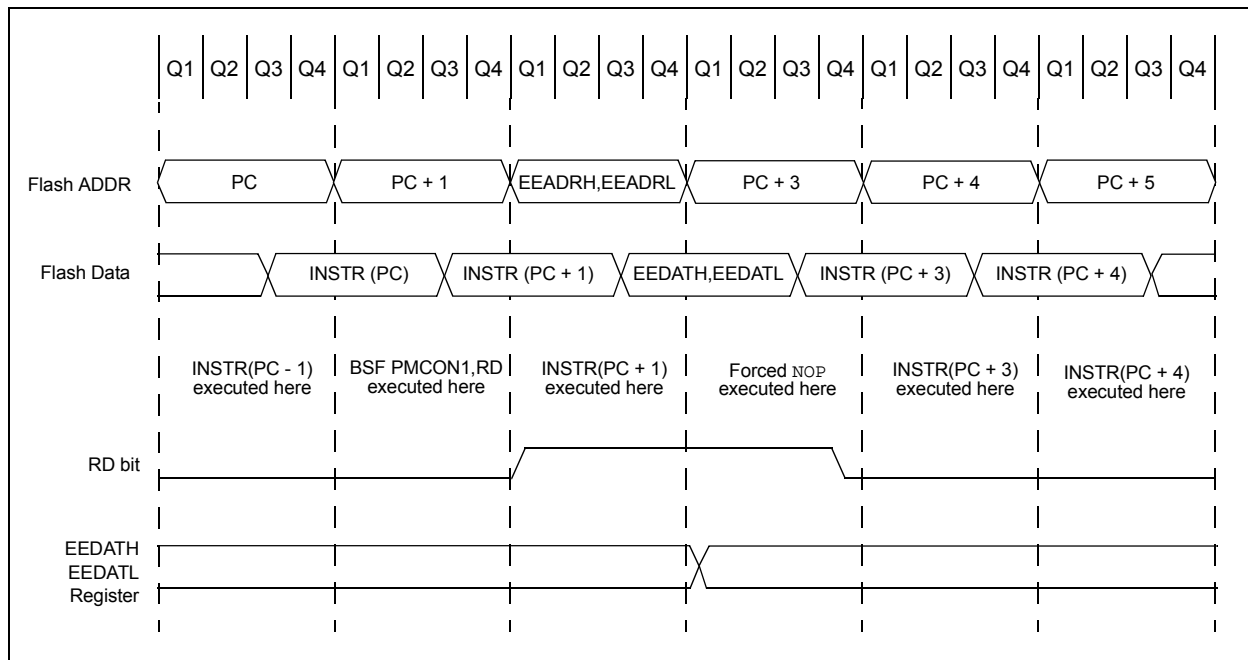 Q1 Q2 Q3 Q4 Q1 Q2 Q3 Q4 Q1 Q2 Q3 Q4 Q1 Q2 Q3 Q4 Q1 Q2 Q3 Q4 Q1 Q2 Q3 Q4
Flash ADDR PC PC + 1 EEADRH,EEADRL PC + 3 PC + 4 PC + 5
Flash Data INSTR (PC) INSTR (PC + 1) EEDATH,EEDATL INSTR (PC + 3) INSTR (PC + 4)
INSTR(PC - 1) BSF PMCON1,RD INSTR(PC + 1) Forced NOP INSTR(PC + 3) INSTR(PC + 4)
executed here executed here executed here executed here executed here executed here
RD bit
EEDATH
EEDATL
Register